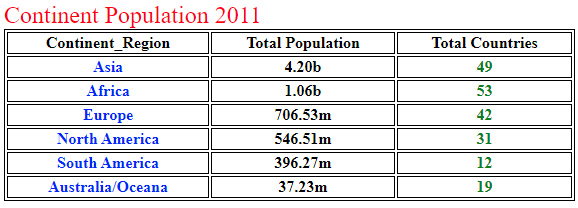 Continent Population 2011
Continent_Region Total Population Total Countries
Asia 4.20b 49
Africa 1.06b 53
Europe 706.53m 42
North America 546.51m 31
South America 396.27m 12
Australia/Oceana 37.23m 19